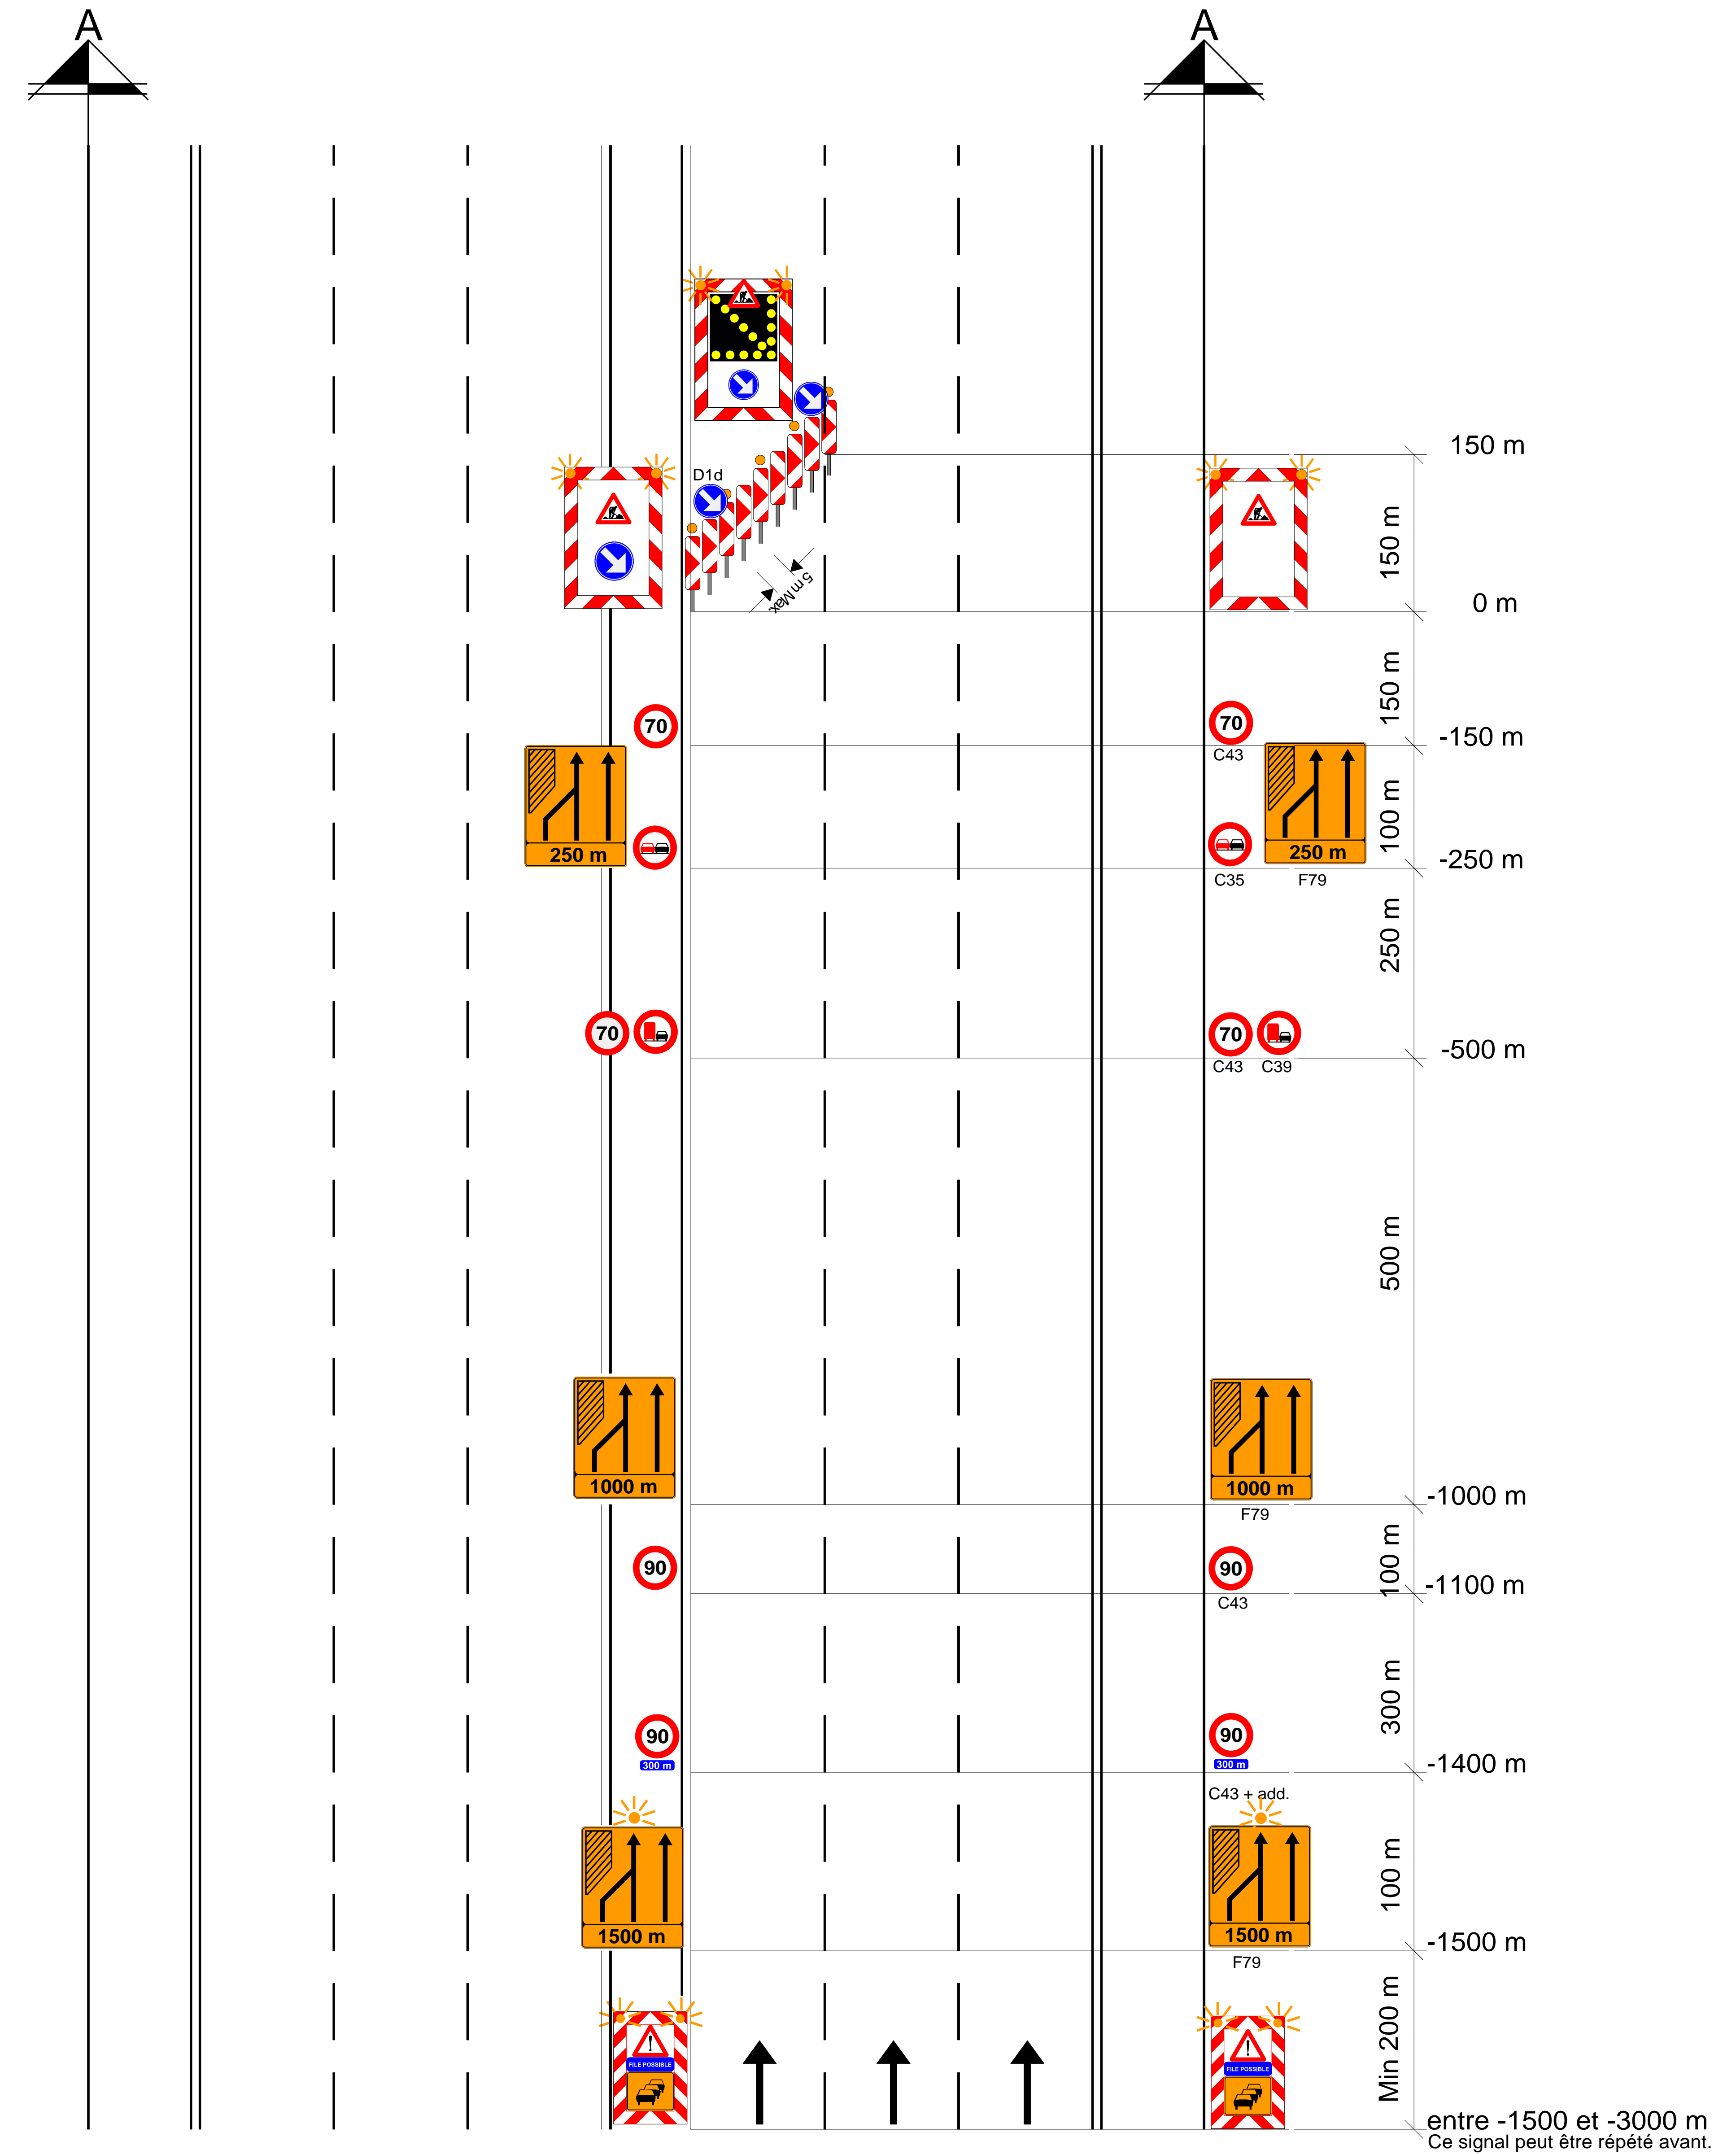 A A
150 m
D1d
150 m
5 m Max
0 m
150 m
70 70
-150 m
C43
100 m
250 m 250 m
-250 m
C35 F79
250 m
70 70
-500 m
C43 C39
500 m
1000 m 1000 m
-1000 m
F79
100 m
90 90
-1100 m
C43
300 m
90 90
300 m 300 m
-1400 m
C43 + add.
100 m
1500 m 1500 m
-1500 m
F79
Min 200 m
! !
FILE POSSIBLE FILE POSSIBLE
entre -1500 et -3000 m
Ce signal peut être répété avant.